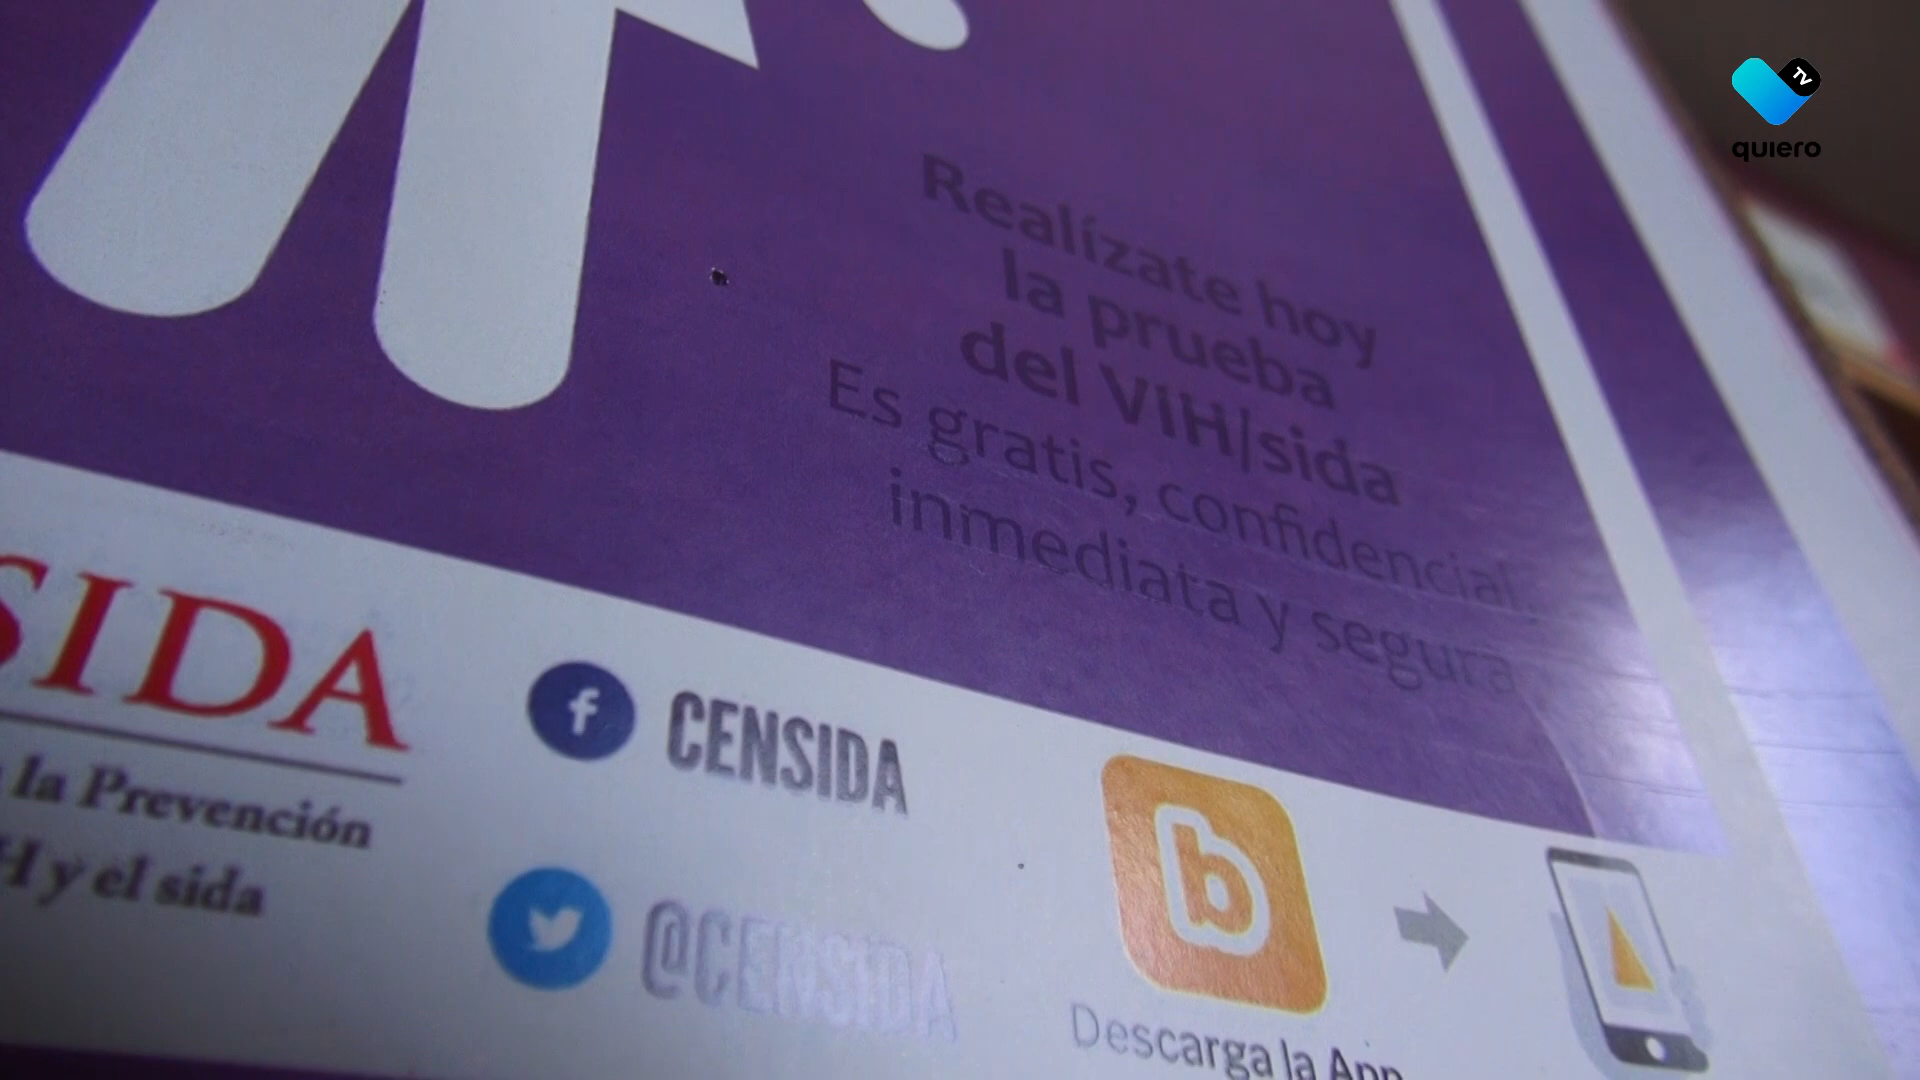 TV
quiero
Realízate hoy
la prueba
del VIH/sida
Es gratis, confidencial,
inmediata y segura
SIDA
la Prevención
H y el sida
f
CENSIDA
@CENSIDA
b
Descarga la App